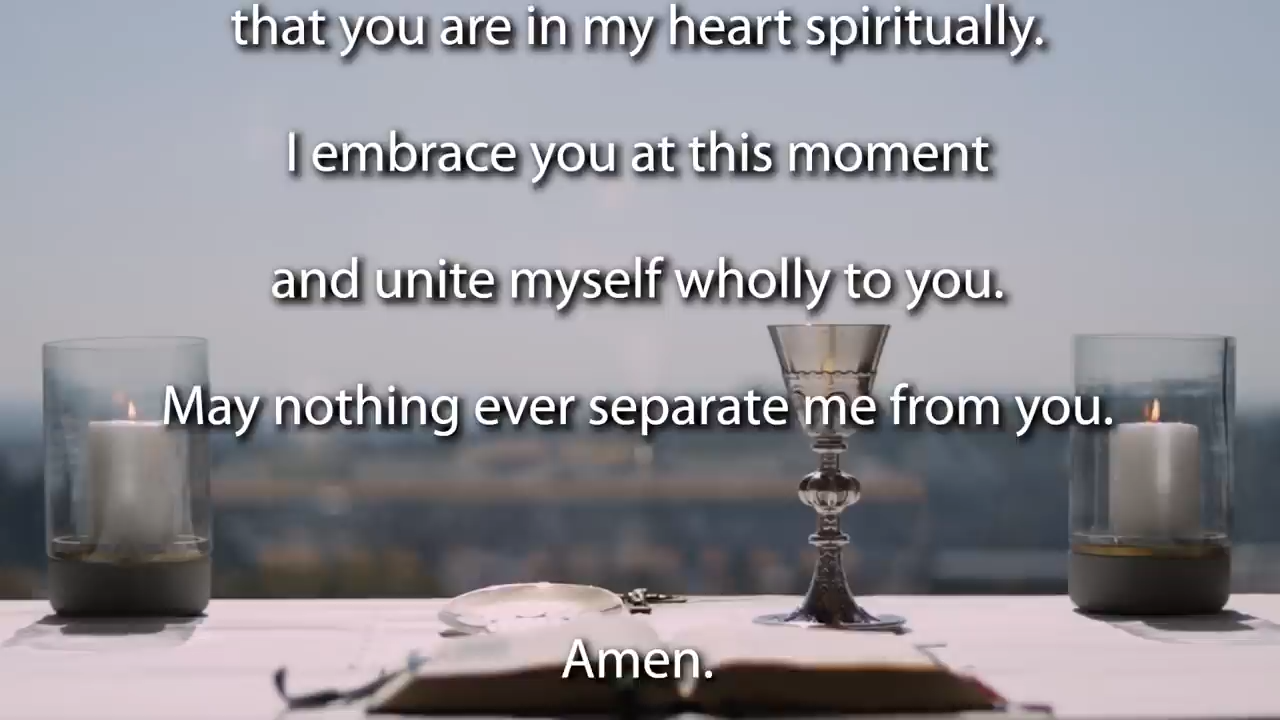 that you are in my heart spiritually.
I embrace you at this moment
and unite myself wholly to you.
May nothing ever separate me from you.
Amen.